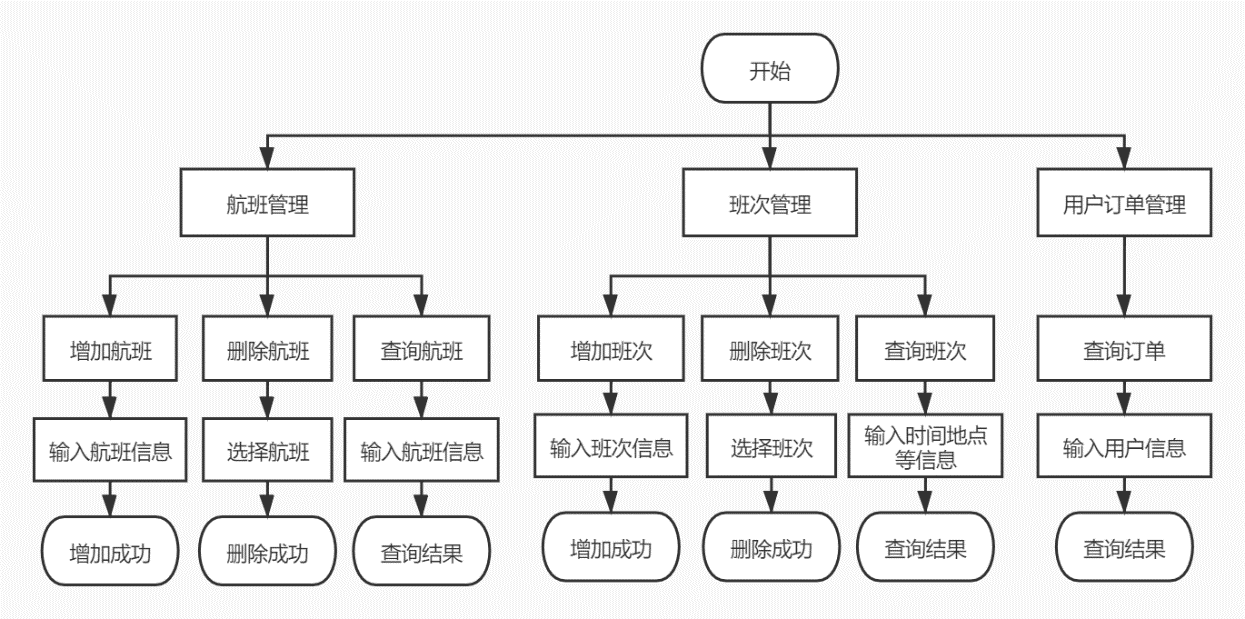 开始
航班管理
班次管理
用户订单管理
增加航班
删除航班
查询航班
增加班次
删除班次
查询班次
查询订单
输入航班信息
选择航班
输入航班信息
输入班次信息
选择班次
输入时间地点
等信息
输入用户信息
增加成功
删除成功
查询结果
增加成功
删除成功
查询结果
查询结果